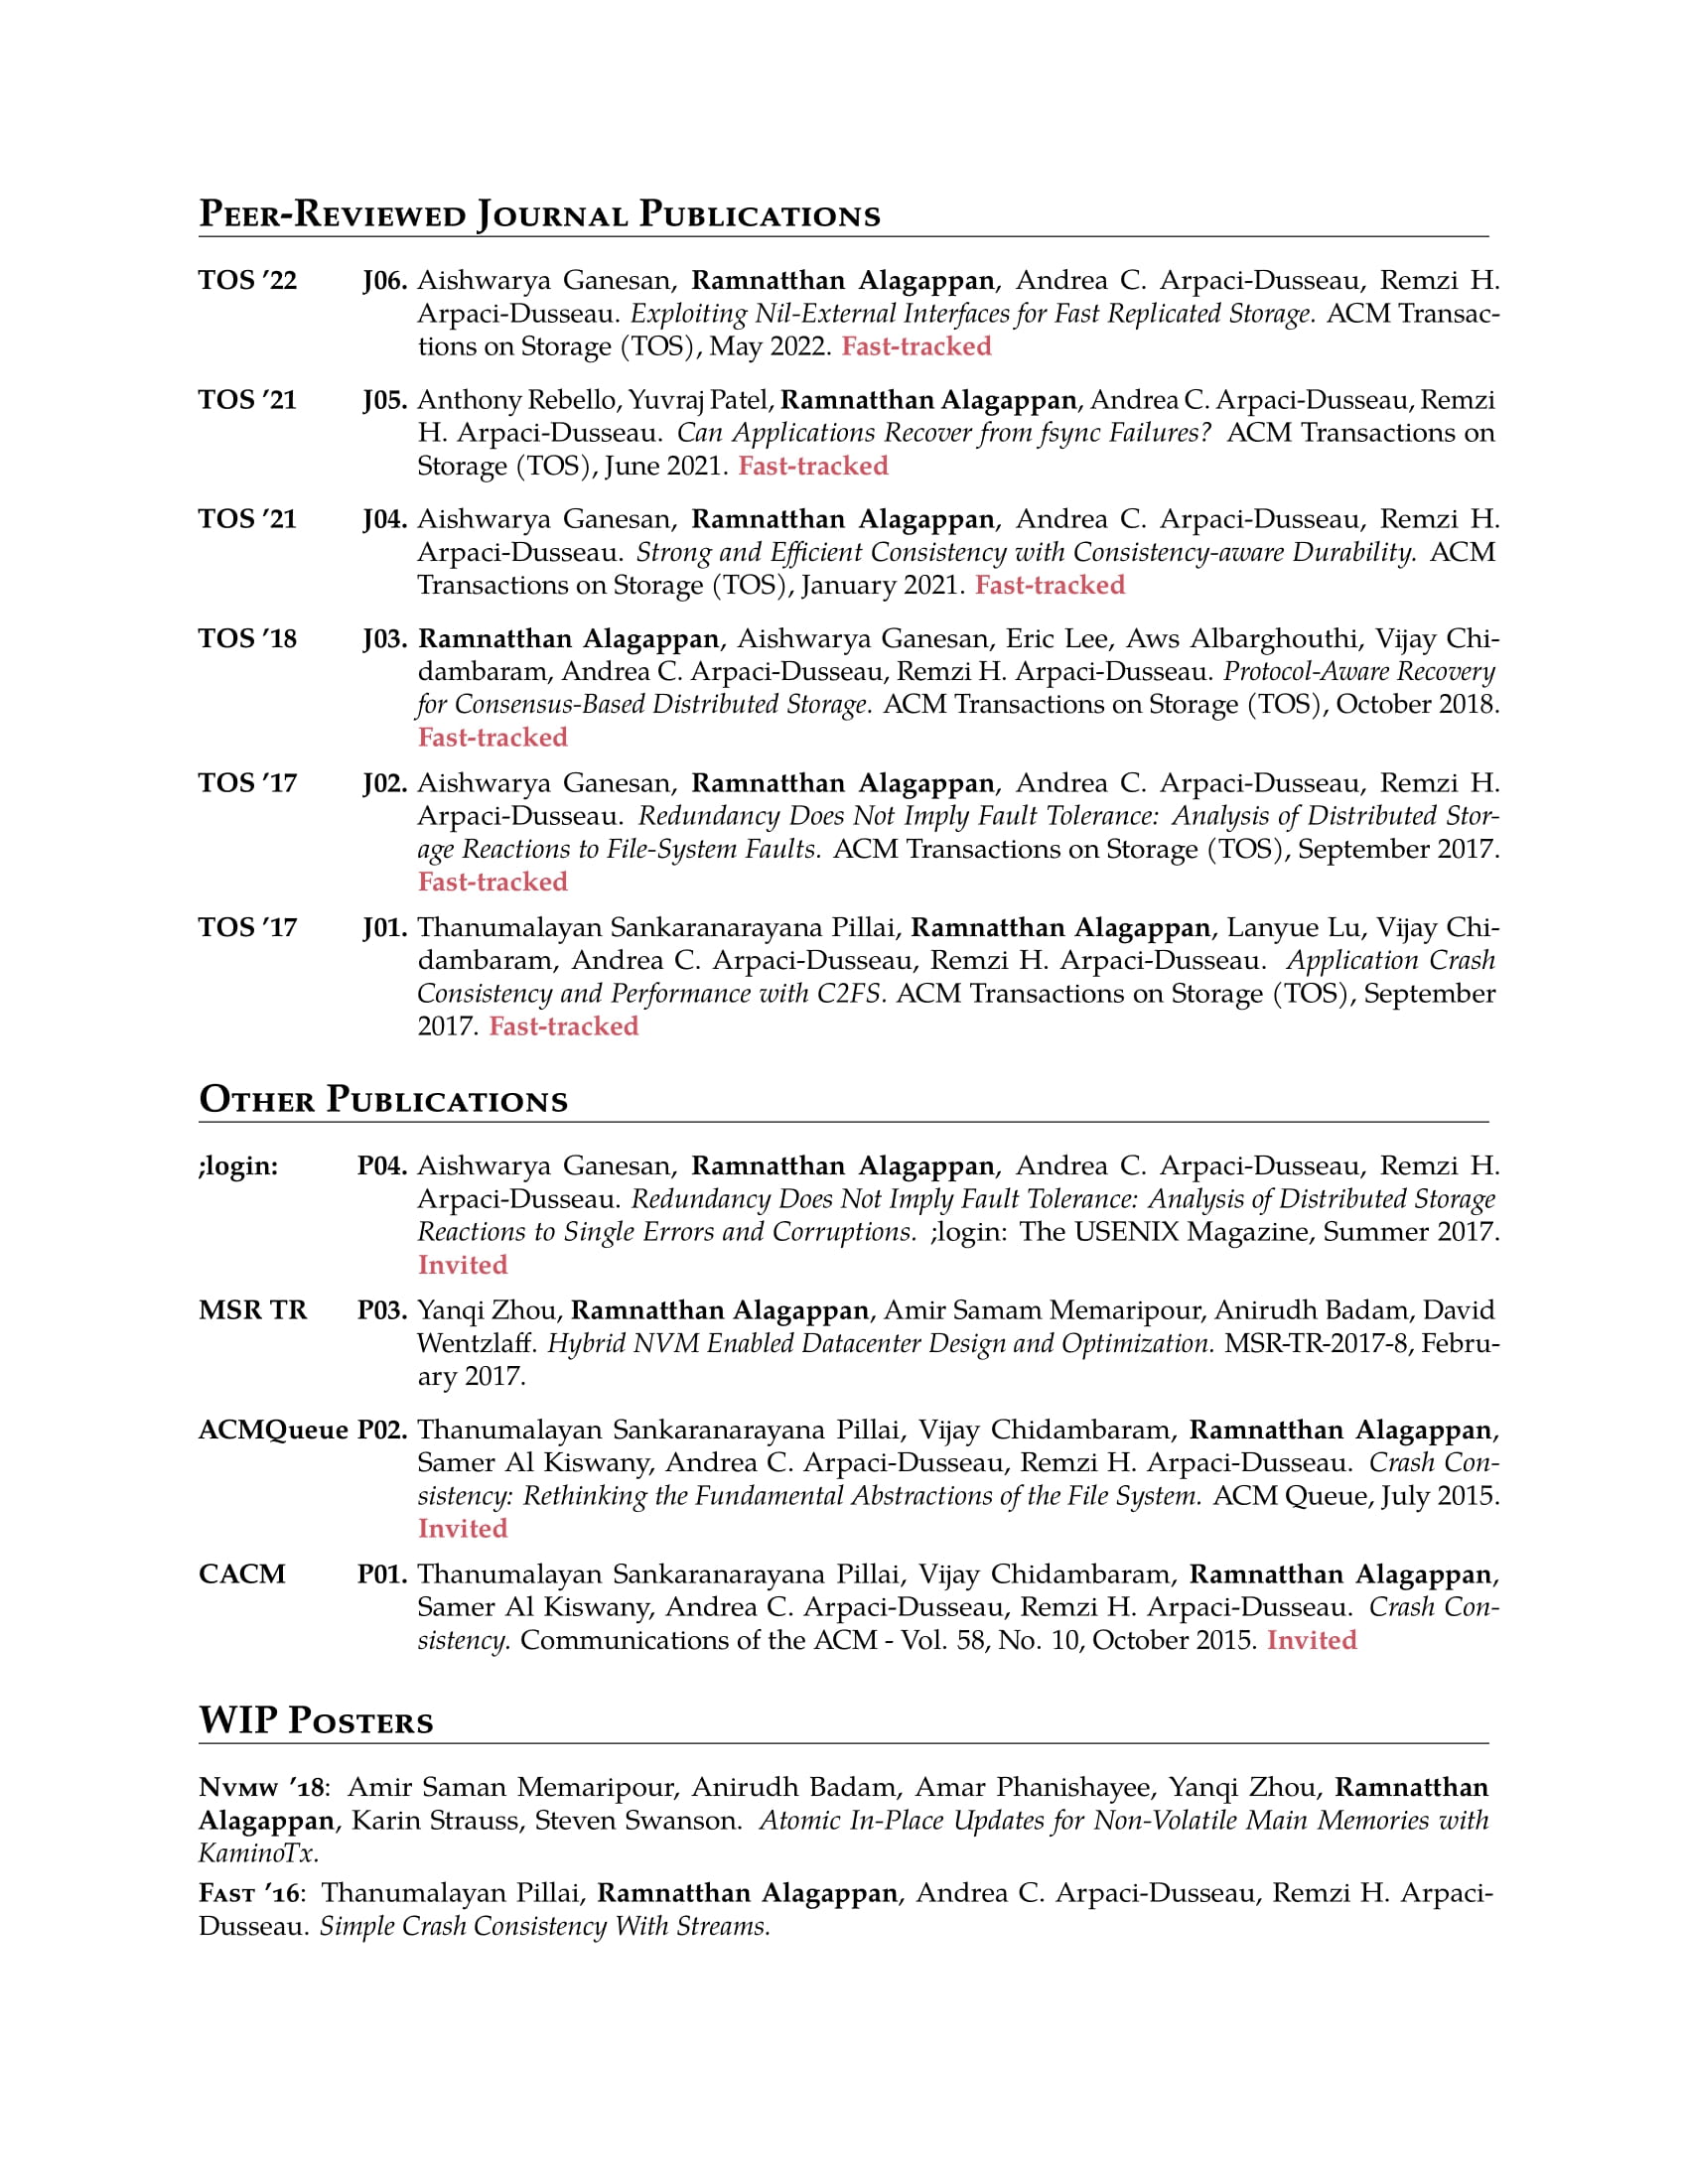 Peer-Reviewed Journal Publications
TOS ’22 J06. Aishwarya Ganesan, Ramnatthan Alagappan, Andrea C. Arpaci-Dusseau, Remzi H.
Arpaci-Dusseau. Exploiting Nil-External Interfaces for Fast Replicated Storage. ACM Transac-
tions on Storage (TOS), May 2022. Fast-tracked
TOS ’21 J05. Anthony Rebello, Yuvraj Patel, Ramnatthan Alagappan, Andrea C. Arpaci-Dusseau, Remzi
H. Arpaci-Dusseau. Can Applications Recover from fsync Failures? ACM Transactions on
Storage (TOS), June 2021. Fast-tracked
TOS ’21 J04. Aishwarya Ganesan, Ramnatthan Alagappan, Andrea C. Arpaci-Dusseau, Remzi H.
Arpaci-Dusseau. Strong and Efficient Consistency with Consistency-aware Durability. ACM
Transactions on Storage (TOS), January 2021. Fast-tracked
TOS ’18 J03. Ramnatthan Alagappan, Aishwarya Ganesan, Eric Lee, Aws Albarghouthi, Vijay Chi-
dambaram, Andrea C. Arpaci-Dusseau, Remzi H. Arpaci-Dusseau. Protocol-Aware Recovery
for Consensus-Based Distributed Storage. ACM Transactions on Storage (TOS), October 2018.
Fast-tracked
TOS ’17 J02. Aishwarya Ganesan, Ramnatthan Alagappan, Andrea C. Arpaci-Dusseau, Remzi H.
Arpaci-Dusseau. Redundancy Does Not Imply Fault Tolerance: Analysis of Distributed Stor-
age Reactions to File-System Faults. ACM Transactions on Storage (TOS), September 2017.
Fast-tracked
TOS ’17 J01. Thanumalayan Sankaranarayana Pillai, Ramnatthan Alagappan, Lanyue Lu, Vijay Chi-
dambaram, Andrea C. Arpaci-Dusseau, Remzi H. Arpaci-Dusseau. Application Crash
Consistency and Performance with C2FS. ACM Transactions on Storage (TOS), September
2017. Fast-tracked
Other Publications
;login: P04. Aishwarya Ganesan, Ramnatthan Alagappan, Andrea C. Arpaci-Dusseau, Remzi H.
Arpaci-Dusseau. Redundancy Does Not Imply Fault Tolerance: Analysis of Distributed Storage
Reactions to Single Errors and Corruptions. ;login: The USENIX Magazine, Summer 2017.
Invited
MSR TR P03. Yanqi Zhou, Ramnatthan Alagappan, Amir Samam Memaripour, Anirudh Badam, David
Wentzlaff. Hybrid NVM Enabled Datacenter Design and Optimization. MSR-TR-2017-8, Febru-
ary 2017.
ACMQueue P02. Thanumalayan Sankaranarayana Pillai, Vijay Chidambaram, Ramnatthan Alagappan,
Samer Al Kiswany, Andrea C. Arpaci-Dusseau, Remzi H. Arpaci-Dusseau. Crash Con-
sistency: Rethinking the Fundamental Abstractions of the File System. ACM Queue, July 2015.
Invited
CACM P01. Thanumalayan Sankaranarayana Pillai, Vijay Chidambaram, Ramnatthan Alagappan,
Samer Al Kiswany, Andrea C. Arpaci-Dusseau, Remzi H. Arpaci-Dusseau. Crash Con-
sistency. Communications of the ACM - Vol. 58, No. 10, October 2015. Invited
WIP Posters
Nvmw ’18: Amir Saman Memaripour, Anirudh Badam, Amar Phanishayee, Yanqi Zhou, Ramnatthan
Alagappan, Karin Strauss, Steven Swanson. Atomic In-Place Updates for Non-Volatile Main Memories with
KaminoTx.
Fast ’16: Thanumalayan Pillai, Ramnatthan Alagappan, Andrea C. Arpaci-Dusseau, Remzi H. Arpaci-
Dusseau. Simple Crash Consistency With Streams.